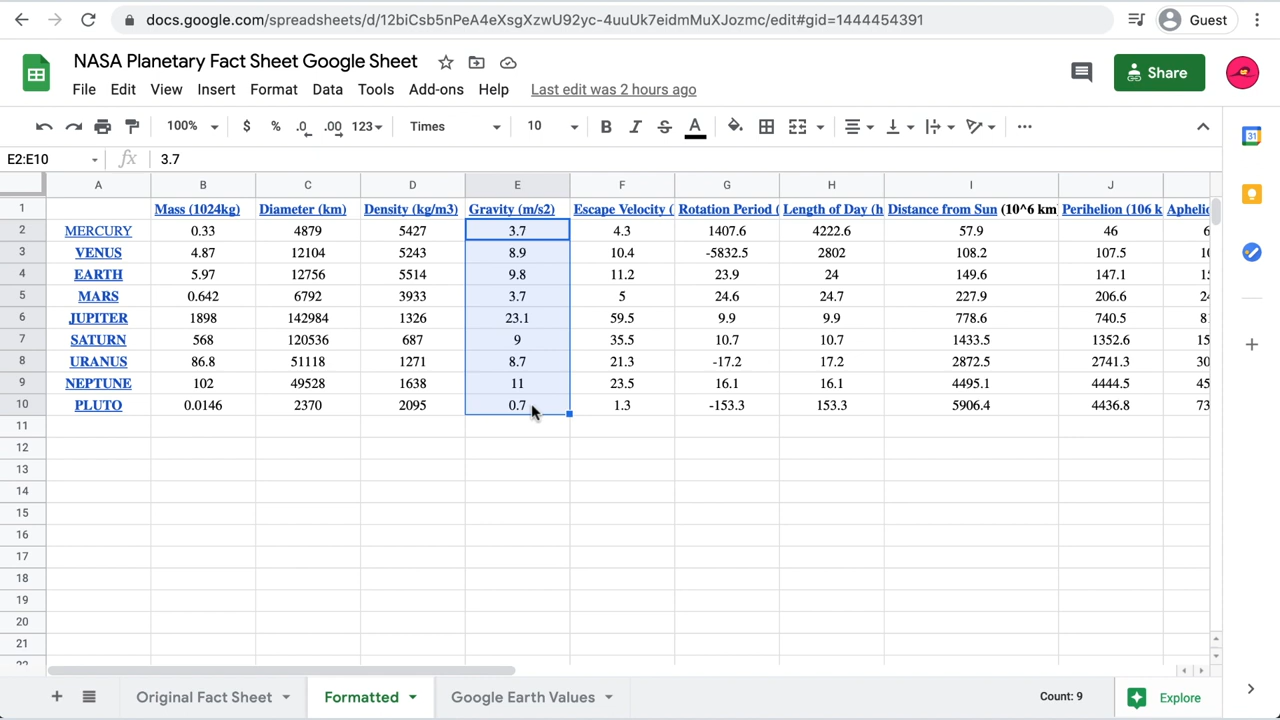 docs.google.com/spreadsheets/d/12biCsb5nPeA4eXsgXzwU92yc-4uuUk7eidmMuXJozmc/edit#gid=1444454391
Guest
NASA Planetary Fact Sheet Google Sheet
File Edit View Insert Format Data Tools Add-ons Help Last edit was 2 hours ago
Share
100% $ % .0 .00 123 Times 10 B I S A
31
E2:E10 fx 3.7
A B C D E F G H I J
1 Mass (1024kg) Diameter (km) Density (kg/m3) Gravity (m/s2) Escape Velocity ( Rotation Period ( Length of Day (h Distance from Sun (10^6 km Perihelion (106 k Aphelio
2 MERCURY 0.33 4879 5427 3.7 4.3 1407.6 4222.6 57.9 46 6
3 VENUS 4.87 12104 5243 8.9 10.4 -5832.5 2802 108.2 107.5 10
4 EARTH 5.97 12756 5514 9.8 11.2 23.9 24 149.6 147.1 15
5 MARS 0.642 6792 3933 3.7 5 24.6 24.7 227.9 206.6 24
6 JUPITER 1898 142984 1326 23.1 59.5 9.9 9.9 778.6 740.5 81
7 SATURN 568 120536 687 9 35.5 10.7 10.7 1433.5 1352.6 15
8 URANUS 86.8 51118 1271 8.7 21.3 -17.2 17.2 2872.5 2741.3 30
9 NEPTUNE 102 49528 1638 11 23.5 16.1 16.1 4495.1 4444.5 45
10 PLUTO 0.0146 2370 2095 0.7 1.3 -153.3 153.3 5906.4 4436.8 73
11
12
13
14
15
16
17
18
19
20
21
22
Original Fact Sheet Formatted Google Earth Values Count: 9 Explore